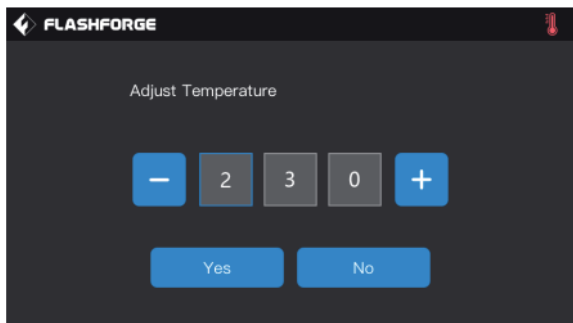 FLASHFORGE
Adjust Temperature
− 2 3 0 +
Yes No